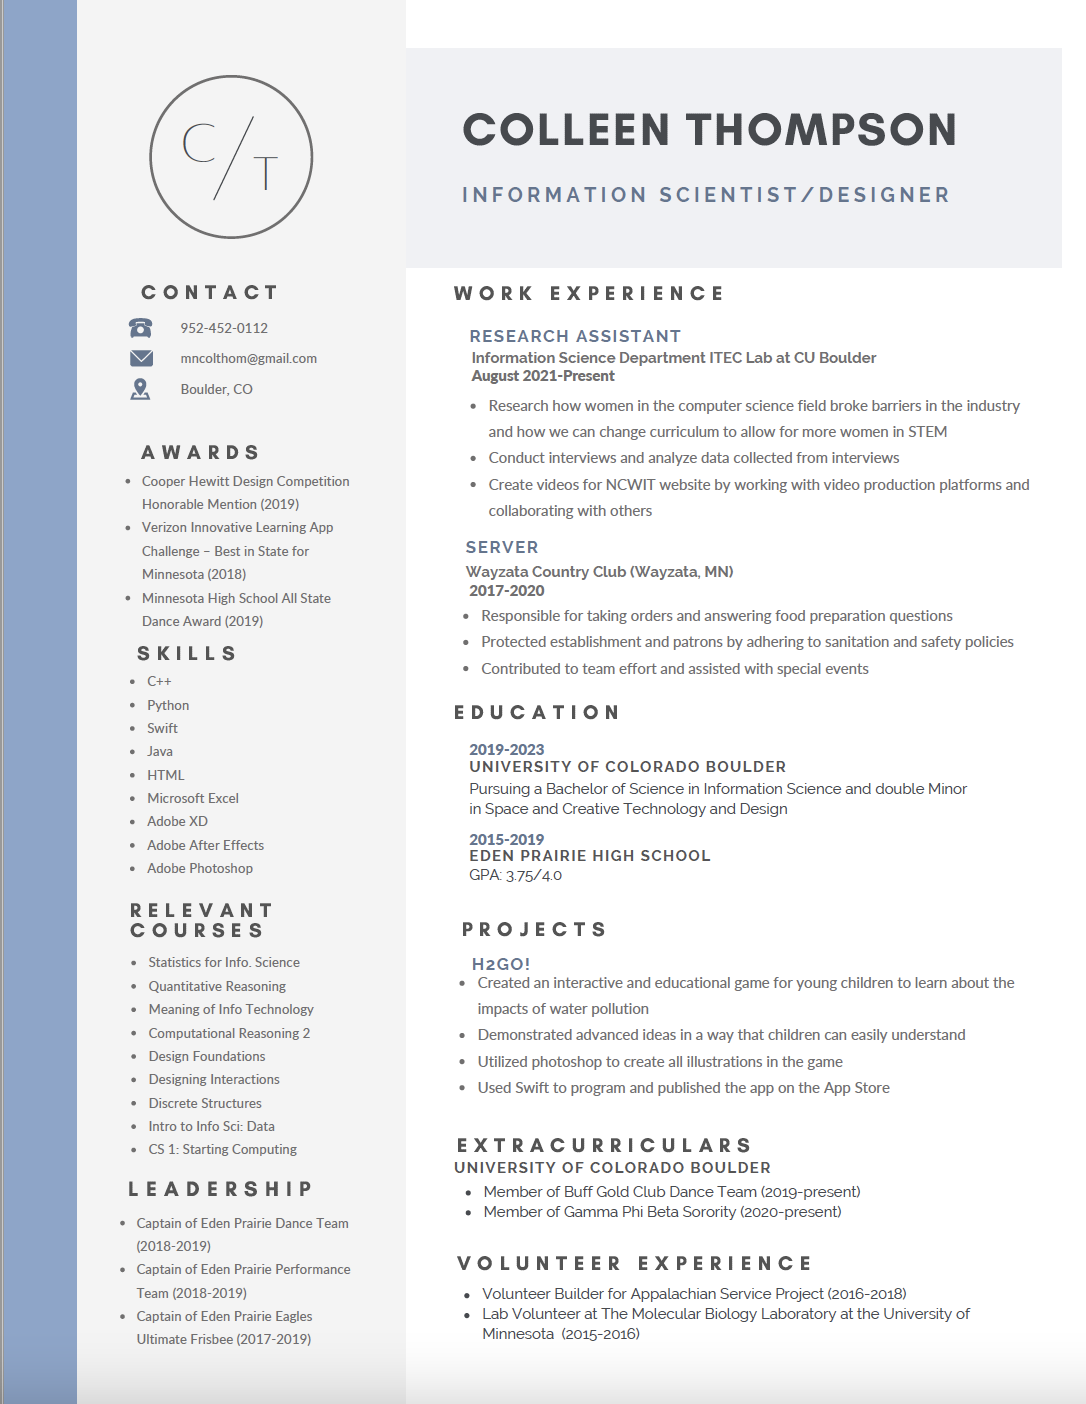 C/T
CONTACT
952-452-0112
mncolthom@gmail.com
Boulder, CO
AWARDS
• Cooper Hewitt Design Competition
Honorable Mention (2019)
• Verizon Innovative Learning App
Challenge – Best in State for
Minnesota (2018)
• Minnesota High School All State
Dance Award (2019)
SKILLS
• C++
• Python
• Swift
• Java
• HTML
• Microsoft Excel
• Adobe XD
• Adobe After Effects
• Adobe Photoshop
RELEVANT
COURSES
• Statistics for Info. Science
• Quantitative Reasoning
• Meaning of Info Technology
• Computational Reasoning 2
• Design Foundations
• Designing Interactions
• Discrete Structures
• Intro to Info Sci: Data
• CS 1: Starting Computing
LEADERSHIP
• Captain of Eden Prairie Dance Team
(2018-2019)
• Captain of Eden Prairie Performance
Team (2018-2019)
• Captain of Eden Prairie Eagles
Ultimate Frisbee (2017-2019)
COLLEEN THOMPSON
INFORMATION SCIENTIST/DESIGNER
WORK EXPERIENCE
RESEARCH ASSISTANT
Information Science Department ITEC Lab at CU Boulder
August 2021-Present
• Research how women in the computer science field broke barriers in the industry
and how we can change curriculum to allow for more women in STEM
• Conduct interviews and analyze data collected from interviews
• Create videos for NCWIT website by working with video production platforms and
collaborating with others
SERVER
Wayzata Country Club (Wayzata, MN)
2017-2020
• Responsible for taking orders and answering food preparation questions
• Protected establishment and patrons by adhering to sanitation and safety policies
• Contributed to team effort and assisted with special events
EDUCATION
2019-2023
UNIVERSITY OF COLORADO BOULDER
Pursuing a Bachelor of Science in Information Science and double Minor
in Space and Creative Technology and Design
2015-2019
EDEN PRAIRIE HIGH SCHOOL
GPA: 3.75/4.0
PROJECTS
H2GO!
• Created an interactive and educational game for young children to learn about the
impacts of water pollution
• Demonstrated advanced ideas in a way that children can easily understand
• Utilized photoshop to create all illustrations in the game
• Used Swift to program and published the app on the App Store
EXTRACURRICULARS
UNIVERSITY OF COLORADO BOULDER
• Member of Buff Gold Club Dance Team (2019-present)
• Member of Gamma Phi Beta Sorority (2020-present)
VOLUNTEER EXPERIENCE
• Volunteer Builder for Appalachian Service Project (2016-2018)
• Lab Volunteer at The Molecular Biology Laboratory at the University of
Minnesota (2015-2016)